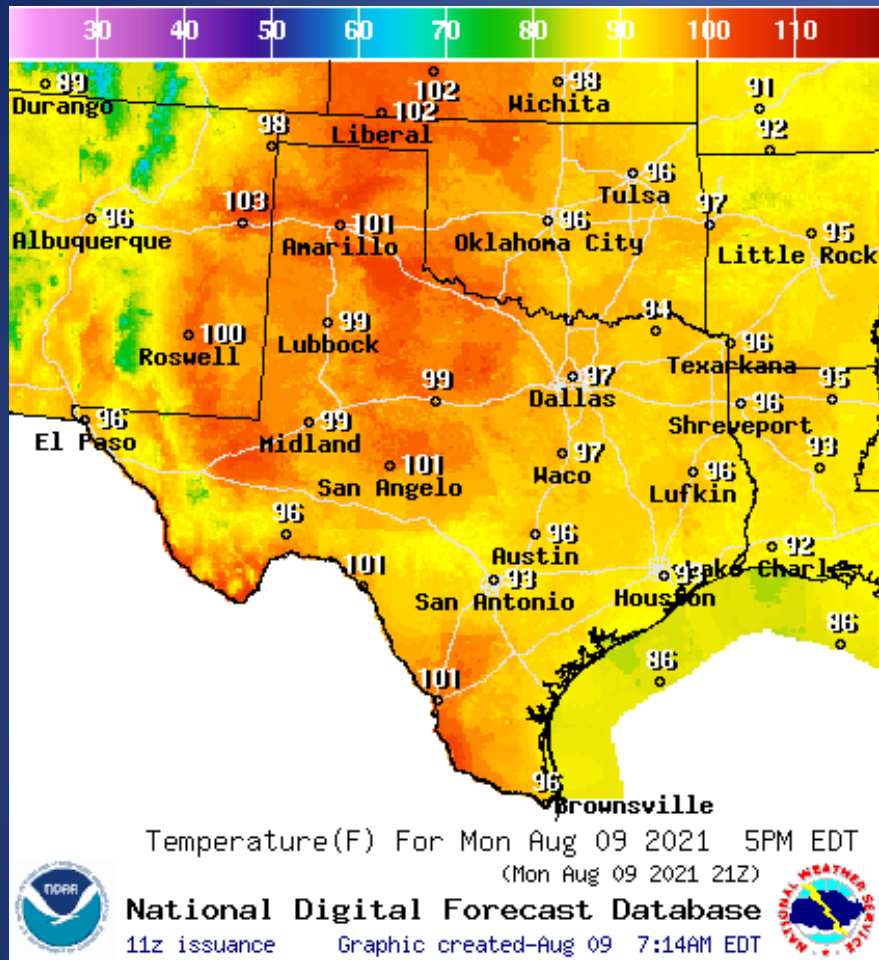 30 40 50 60 70 80 90 100 110
89
Durango
102
98
Wichita
91
102
Liberal
98
92
96
Tulsa
96
Albuquerque
103
101
Amarillo
96
Oklahoma City
97
95
Little Rock
100
Roswell
99
Lubbock
94
96
Texarkana
97
Dallas
99
96
Shreveport
95
96
El Paso
99
Midland
101
San Angelo
97
Waco
96
Lufkin
93
96
96
Austin
92
Lake Charles
101
93
San Antonio
93
Houston
86
86
101
96
Brownsville
Temperature(F) For Mon Aug 09 2021 5PM EDT
(Mon Aug 09 2021 21Z)
NOAA
National Digital Forecast Database
11z issuance Graphic created-Aug 09 7:14AM EDT
NATIONAL WEATHER SERVICE